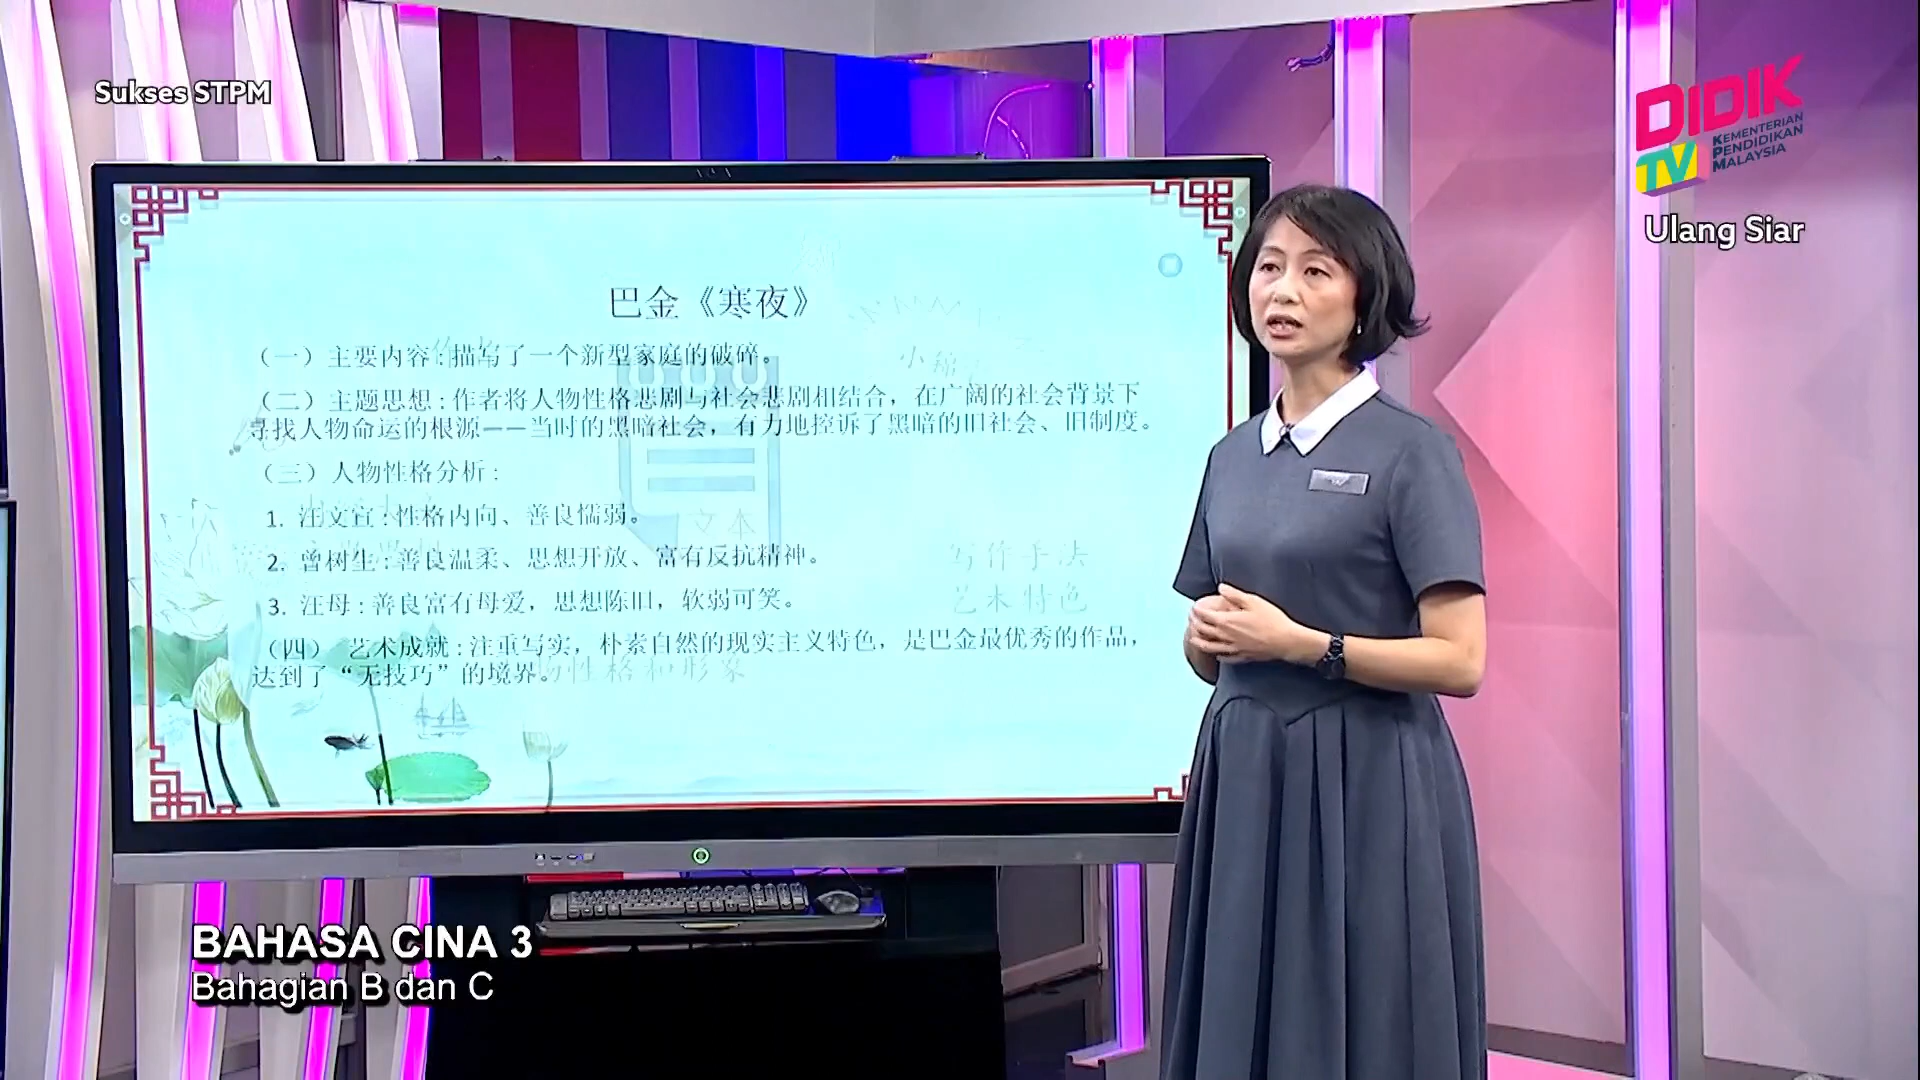 Sukses STPM
DIDIK
TV
KEMENTERIAN
PENDIDIKAN
MALAYSIA
Ulang Siar
巴金《寒夜》
（一）主要内容：描写了一个新型家庭的破碎。
（二）主题思想：作者将人物性格悲剧与社会悲剧相结合，在广阔的社会背景下
寻找人物命运的根源——当时的黑暗社会，有力地控诉了黑暗的旧社会、旧制度。
（三）人物性格分析：
1. 汪文宣：性格内向、善良懦弱。
2. 曾树生：善良温柔、思想开放、富有反抗精神。
3. 汪母：善良富有母爱，思想陈旧，软弱可笑。
（四） 艺术成就：注重写实，朴素自然的现实主义特色，是巴金最优秀的作品，
达到了“无技巧”的境界。
文本
写作手法
艺术特色
性格和形象
BAHASA CINA 3
Bahagian B dan C